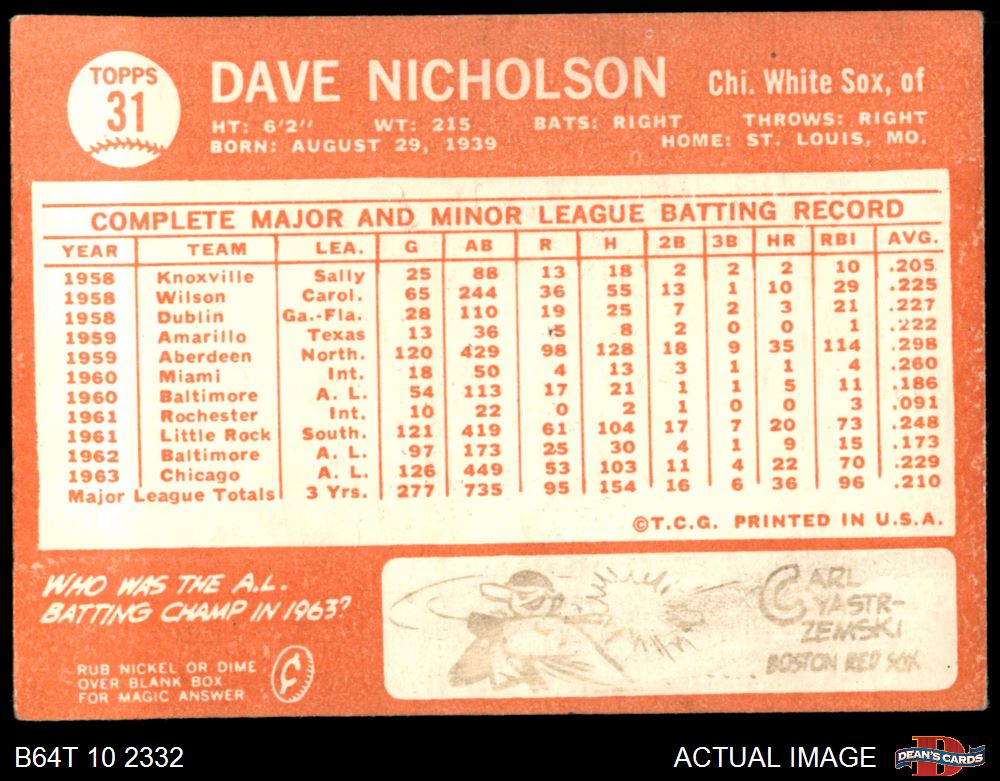 TOPPS
31
DAVE NICHOLSON Chi. White Sox, of
HT: 6'2" WT: 215 BATS: RIGHT THROWS: RIGHT
BORN: AUGUST 29, 1939 HOME: ST. LOUIS, MO.
COMPLETE MAJOR AND MINOR LEAGUE BATTING RECORD
YEAR TEAM LEA. G AB R H 2B 3B HR RBI AVG.
1958 Knoxville Sally 25 88 13 18 2 2 2 10 .205
1958 Wilson Carol. 65 244 36 55 13 1 10 29 .225
1958 Dublin Ga.-Fla. 28 110 19 25 7 2 3 21 .227
1959 Amarillo Texas 13 36 5 8 2 0 0 1 .222
1959 Aberdeen North. 120 429 98 128 18 9 35 114 .298
1960 Miami Int. 18 50 4 13 3 1 1 4 .260
1960 Baltimore A. L. 54 113 17 21 1 1 5 11 .186
1961 Rochester Int. 10 22 0 2 1 0 0 3 .091
1961 Little Rock South. 121 419 61 104 17 7 20 73 .248
1962 Baltimore A. L. 97 173 25 30 4 1 9 15 .173
1963 Chicago A. L. 126 449 53 103 11 4 22 70 .229
Major League Totals 3 Yrs. 277 735 95 154 16 6 36 96 .210
©T.C.G. PRINTED IN U.S.A.
WHO WAS THE A.L.
BATTING CHAMP IN 1963?
RUB NICKEL OR DIME
OVER BLANK BOX
FOR MAGIC ANSWER
CARL
YASTR-
ZEMSKI
BOSTON RED SOX
B64T 10 2332 ACTUAL IMAGE DEAN'S CARDS